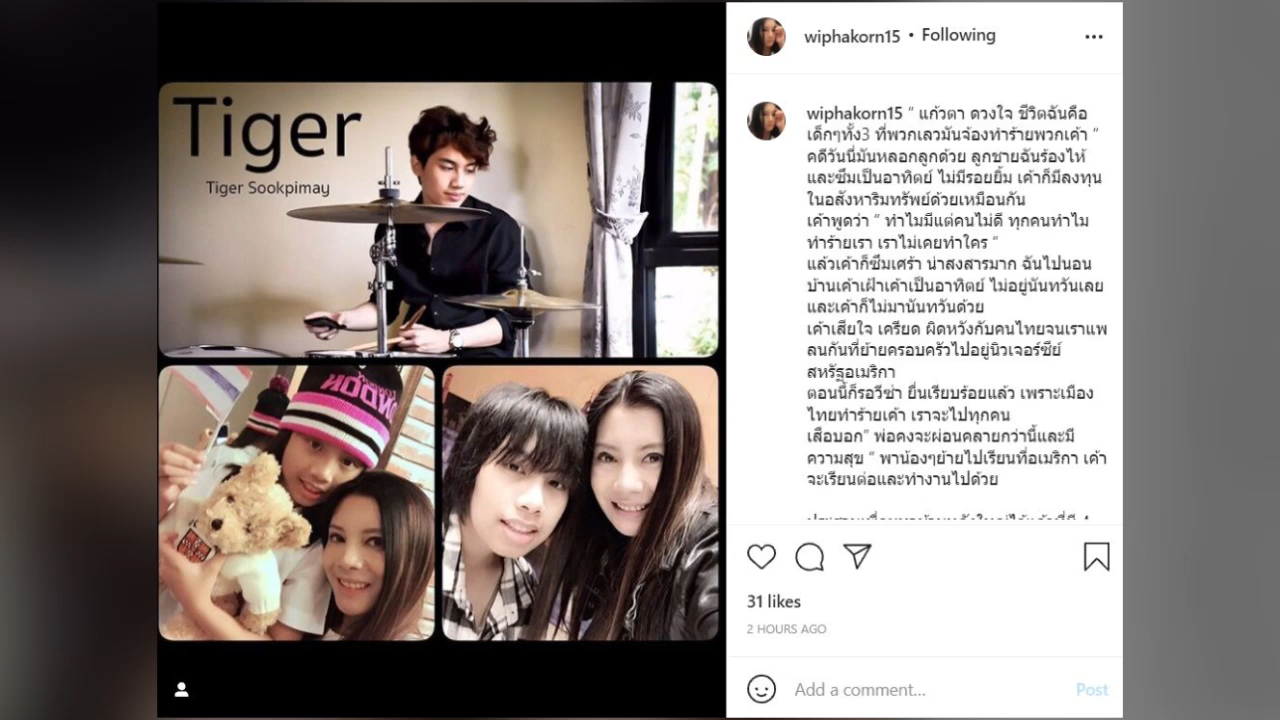 Tiger
Tiger Sookpimay
wiphakorn15 • Following
wiphakorn15 “ แก้วตา ดวงใจ ชีวิตฉันคือ
เด็กๆทั้ง3 ที่พวกเลวมันจ้องทำร้ายพวกเค้า “
คดีวันนี่มันหลอกลูกด้วย ลูกชายฉันร้องไห้
และซึมเป็นอาทิตย์ ไม่มีรอยยิ้ม เค้าก็มีลงทุน
ในอสังหาริมทรัพย์ด้วยเหมือนกัน
เค้าพูดว่า “ ทำไมมีแต่คนไม่ดี ทุกคนทำไม
ทำร้ายเรา เราไม่เคยทำใคร “
แล้วเค้าก็ซึมเศร้า น่าสงสารมาก ฉันไปนอน
บ้านเค้าเฝ้าเค้าเป็นอาทิตย์ ไม่อยู่นันทวันเลย
และเค้าก็ไม่มานันทวันด้วย
เค้าเสียใจ เครียด ผิดหวังกับคนไทยจนเราแพ
ลนกันที่ย้ายครอบครัวไปอยู่นิวเจอร์ซีย์
สหรัฐอเมริกา
ตอนนี้ก็รอวีซ่า ยื่นเรียบร้อยแล้ว เพราะเมือง
ไทยทำร้ายเค้า เราจะไปทุกคน
เสือบอก” พ่อคงจะผ่อนคลายกว่านี้และมี
ความสุข “ พาน้องๆย้ายไปเรียนที่อเมริกา เค้า
จะเรียนต่อและทำงานไปด้วย
31 likes
2 HOURS AGO
Add a comment...
Post